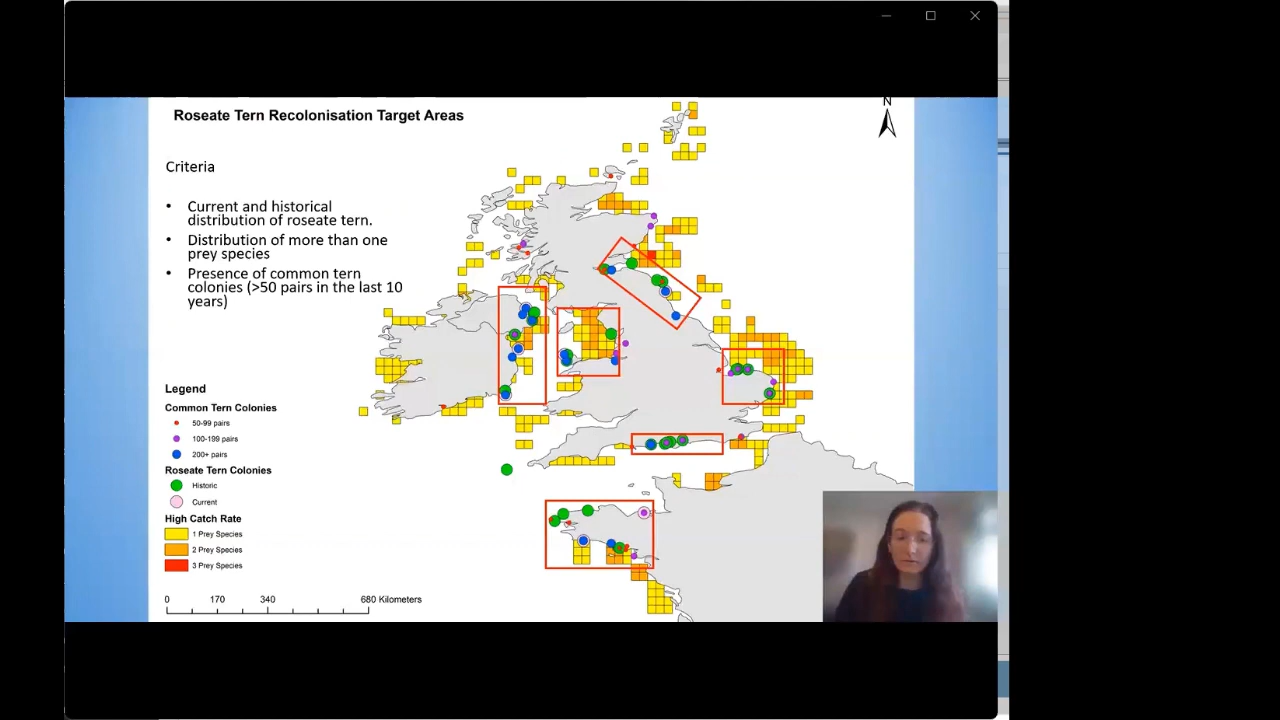 N
Roseate Tern Recolonisation Target Areas
Criteria
• Current and historical
distribution of roseate tern.
• Distribution of more than one
prey species
• Presence of common tern
colonies (>50 pairs in the last 10
years)
Legend
Common Tern Colonies
50-99 pairs
100-199 pairs
200+ pairs
Roseate Tern Colonies
Historic
Current
High Catch Rate
1 Prey Species
2 Prey Species
3 Prey Species
0 170 340 680 Kilometers